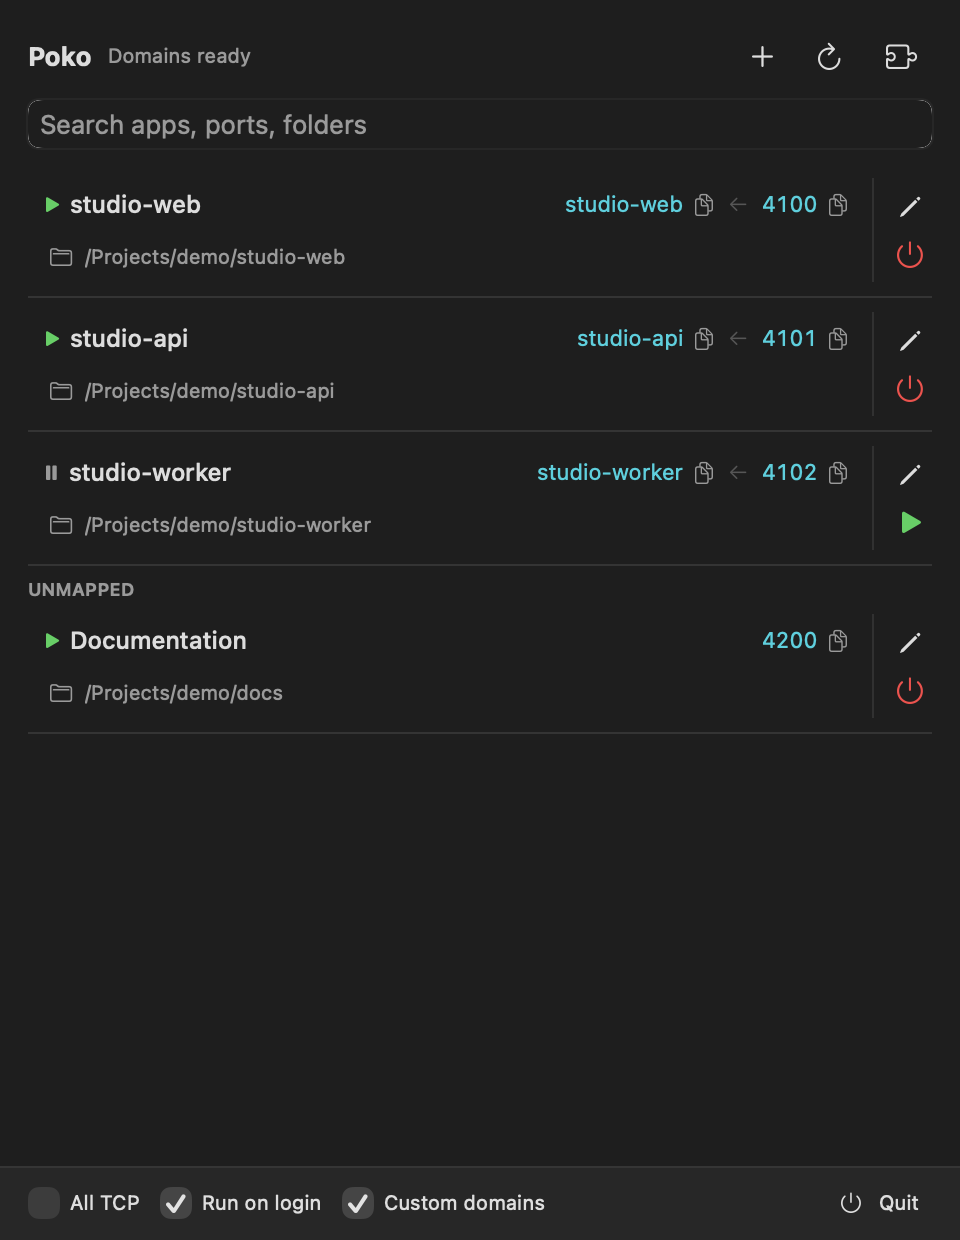 Poko Domains ready
Search apps, ports, folders
studio-web studio-web ← 4100
/Projects/demo/studio-web
studio-api studio-api ← 4101
/Projects/demo/studio-api
studio-worker studio-worker ← 4102
/Projects/demo/studio-worker
UNMAPPED
Documentation 4200
/Projects/demo/docs
All TCP Run on login Custom domains Quit